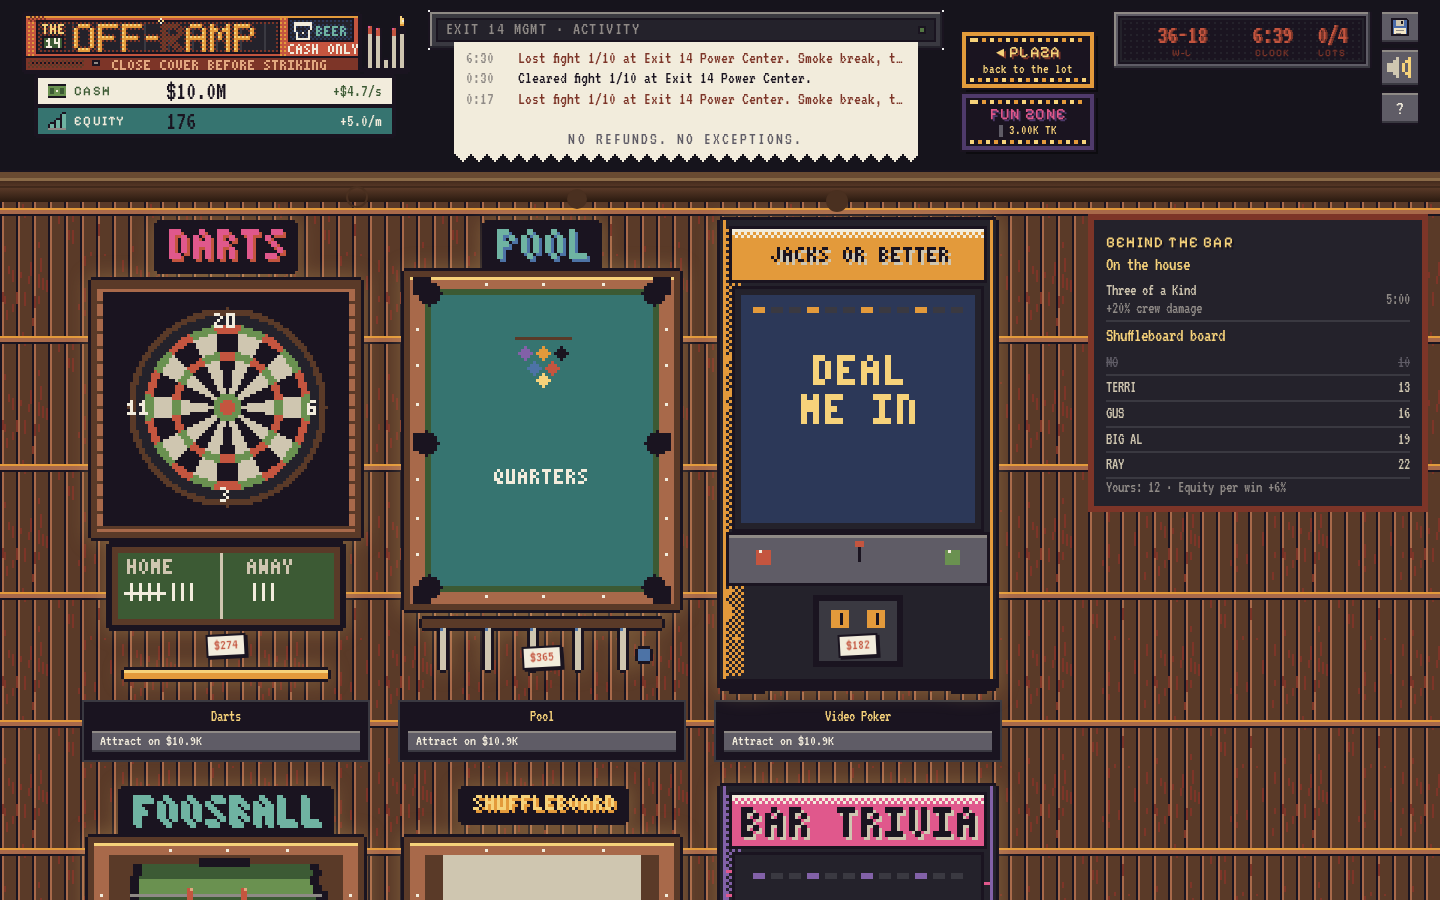 THE 14
OFF-RAMP
BEER
CASH ONLY
CLOSE COVER BEFORE STRIKING
CASH $10.0M +$4.7/s
EQUITY 176 +5.0/m
EXIT 14 MGMT · ACTIVITY
6:30 Lost fight 1/10 at Exit 14 Power Center. Smoke break, t…
0:30 Cleared fight 1/10 at Exit 14 Power Center.
0:17 Lost fight 1/10 at Exit 14 Power Center. Smoke break, t…
NO REFUNDS. NO EXCEPTIONS.
◀ PLAZA
back to the lot
FUN ZONE
3.00K TK
36-18 6:39 0/4
W-L CLOCK LOTS
?
DARTS
20
11
6
3
HOME AWAY
$274
Darts
Attract on $10.9K
POOL
QUARTERS
$365
Pool
Attract on $10.9K
JACKS OR BETTER
DEAL
ME IN
$182
Video Poker
Attract on $10.9K
BEHIND THE BAR
On the house
Three of a Kind
+20% crew damage
5:00
Shuffleboard board
MO 10
TERRI 13
GUS 16
BIG AL 19
RAY 22
Yours: 12 · Equity per win +6%
FOOSBALL
SHUFFLEBOARD
BAR TRIVIA